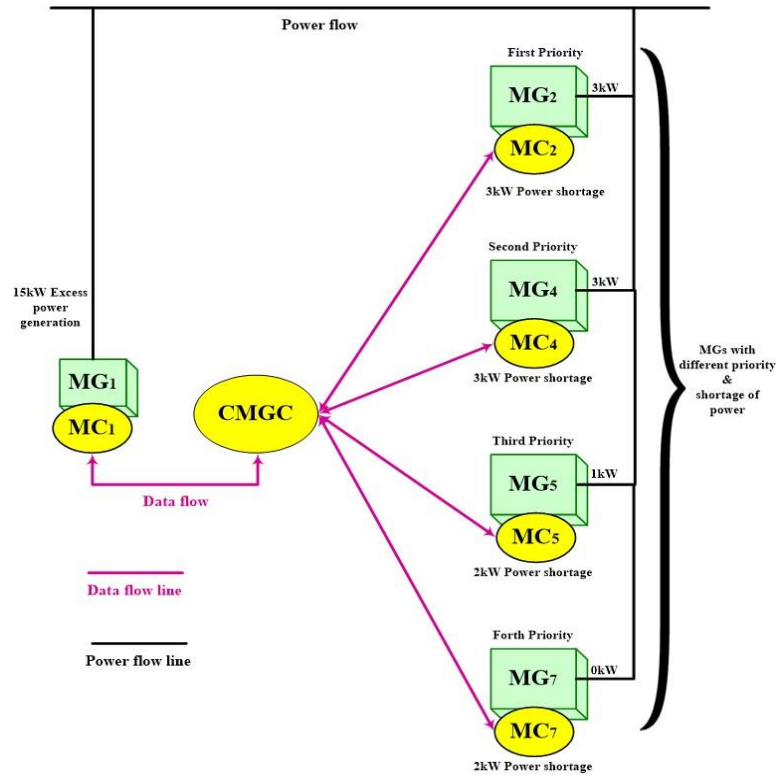 Power flow
First Priority
MG2
3kW
MC2
3kW Power shortage
Second Priority
MG4
3kW
MC4
3kW Power shortage
15kW Excess
power
generation
MG1
MC1
CMGC
Data flow
MGs with
different priority
&
shortage of
power
Third Priority
MG5
1kW
MC5
2kW Power shortage
Data flow line
Power flow line
Forth Priority
MG7
0kW
MC7
2kW Power shortage